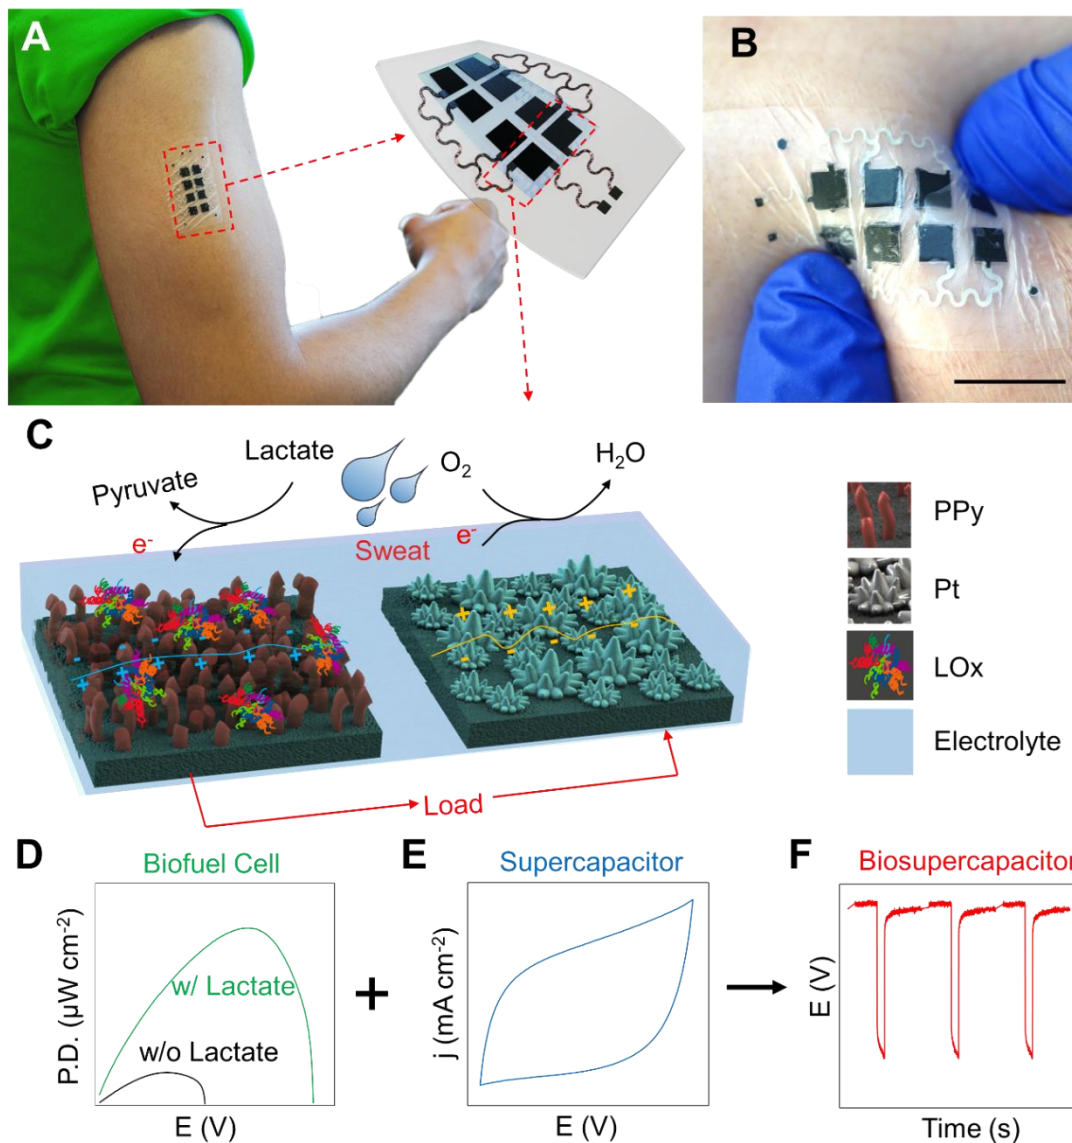 A
B
C
Lactate
O₂
H₂O
Pyruvate
e⁻
Sweat
e⁻
Load
PPy
Pt
LOx
Electrolyte
D
Biofuel Cell
P.D. (µW cm⁻²)
w/ Lactate
w/o Lactate
E (V)
+
E
Supercapacitor
j (mA cm⁻²)
E (V)
F
Biosupercapacitor
E (V)
Time (s)